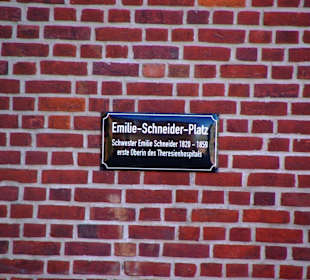 Emilie-Schneider-Platz
Schwester Emilie Schneider 1820 - 1859
erste Oberin des Theresienhospitals